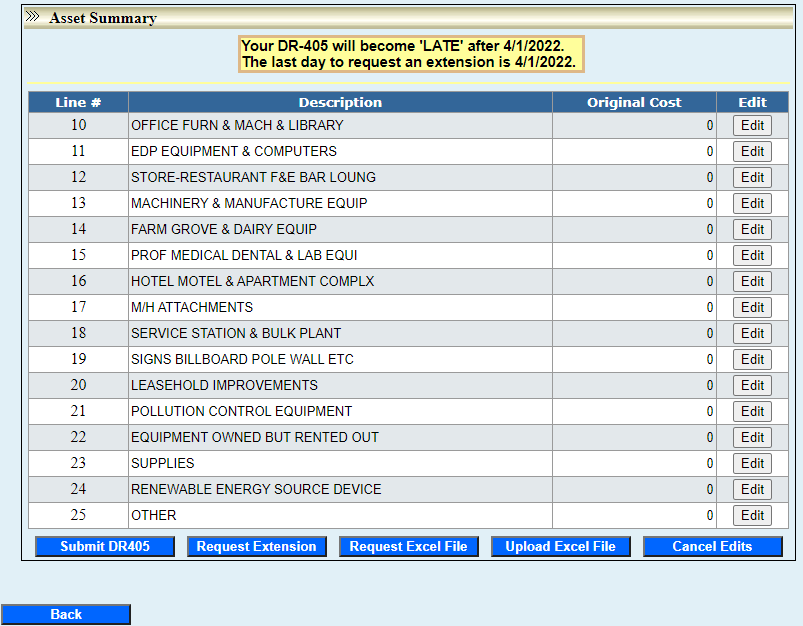 Asset Summary
Your DR-405 will become 'LATE' after 4/1/2022.
The last day to request an extension is 4/1/2022.
Line # Description Original Cost Edit
10 OFFICE FURN & MACH & LIBRARY 0 Edit
11 EDP EQUIPMENT & COMPUTERS 0 Edit
12 STORE-RESTAURANT F&E BAR LOUNG 0 Edit
13 MACHINERY & MANUFACTURE EQUIP 0 Edit
14 FARM GROVE & DAIRY EQUIP 0 Edit
15 PROF MEDICAL DENTAL & LAB EQUI 0 Edit
16 HOTEL MOTEL & APARTMENT COMPLX 0 Edit
17 M/H ATTACHMENTS 0 Edit
18 SERVICE STATION & BULK PLANT 0 Edit
19 SIGNS BILLBOARD POLE WALL ETC 0 Edit
20 LEASEHOLD IMPROVEMENTS 0 Edit
21 POLLUTION CONTROL EQUIPMENT 0 Edit
22 EQUIPMENT OWNED BUT RENTED OUT 0 Edit
23 SUPPLIES 0 Edit
24 RENEWABLE ENERGY SOURCE DEVICE 0 Edit
25 OTHER 0 Edit
Submit DR405 Request Extension Request Excel File Upload Excel File Cancel Edits
Back